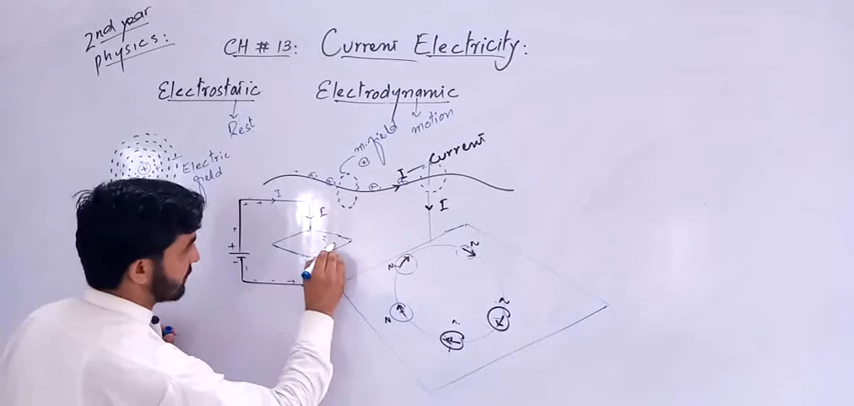 2nd year
physics:
CH # 13: Current Electricity:
Electrostatic Electrodynamic
Rest
motion
m.field
Electric
field
current
I
I
I
I
+
-
N
N